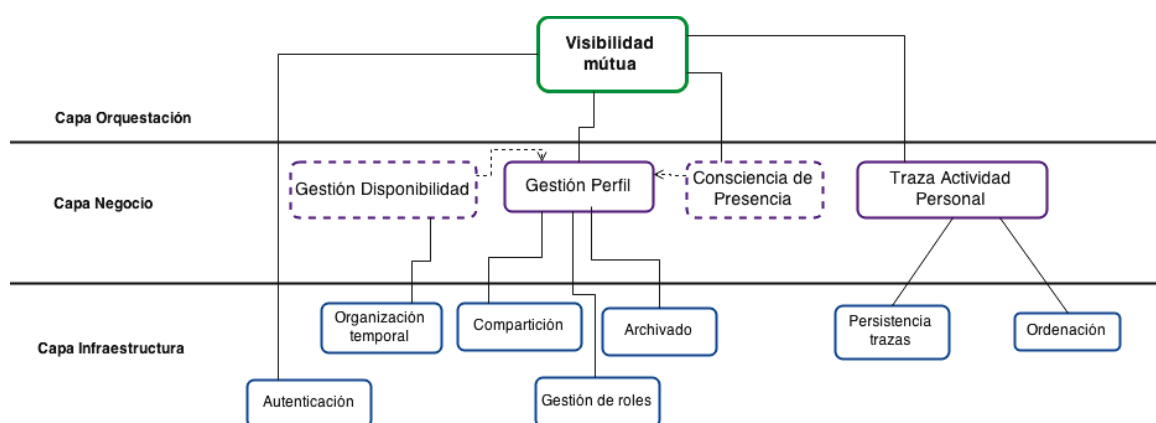 Visibilidad
mútua
Capa Orquestación
Gestión Disponibilidad
Gestión Perfil
Consciencia de
Presencia
Traza Actividad
Personal
Capa Negocio
Organización
temporal
Compartición
Archivado
Persistencia
trazas
Ordenación
Capa Infraestructura
Autenticación
Gestión de roles